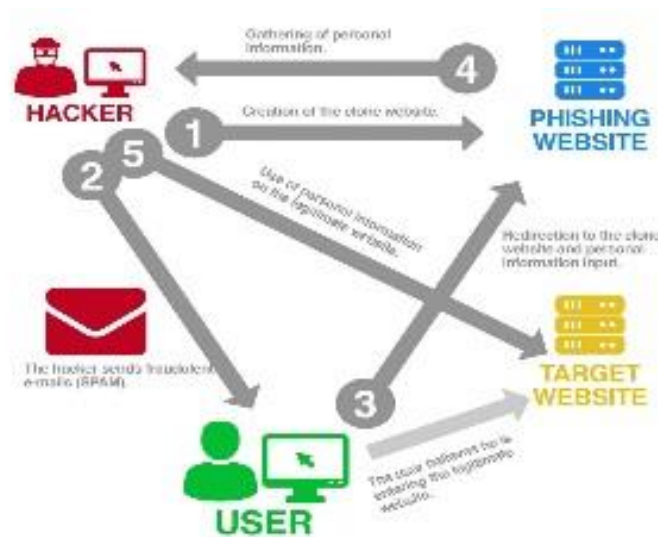 Gathering of personal
information.
4
HACKER
1
Creation of the clone website.
PHISHING
WEBSITE
2
5
Use of personal information
on the legitimate
website.
Redirection to the clone
website and personal
information input.
The hacker sends fraudulent
e-mails (SPAM).
3
TARGET
WEBSITE
The user believes he is
entering the legitimate
website.
USER